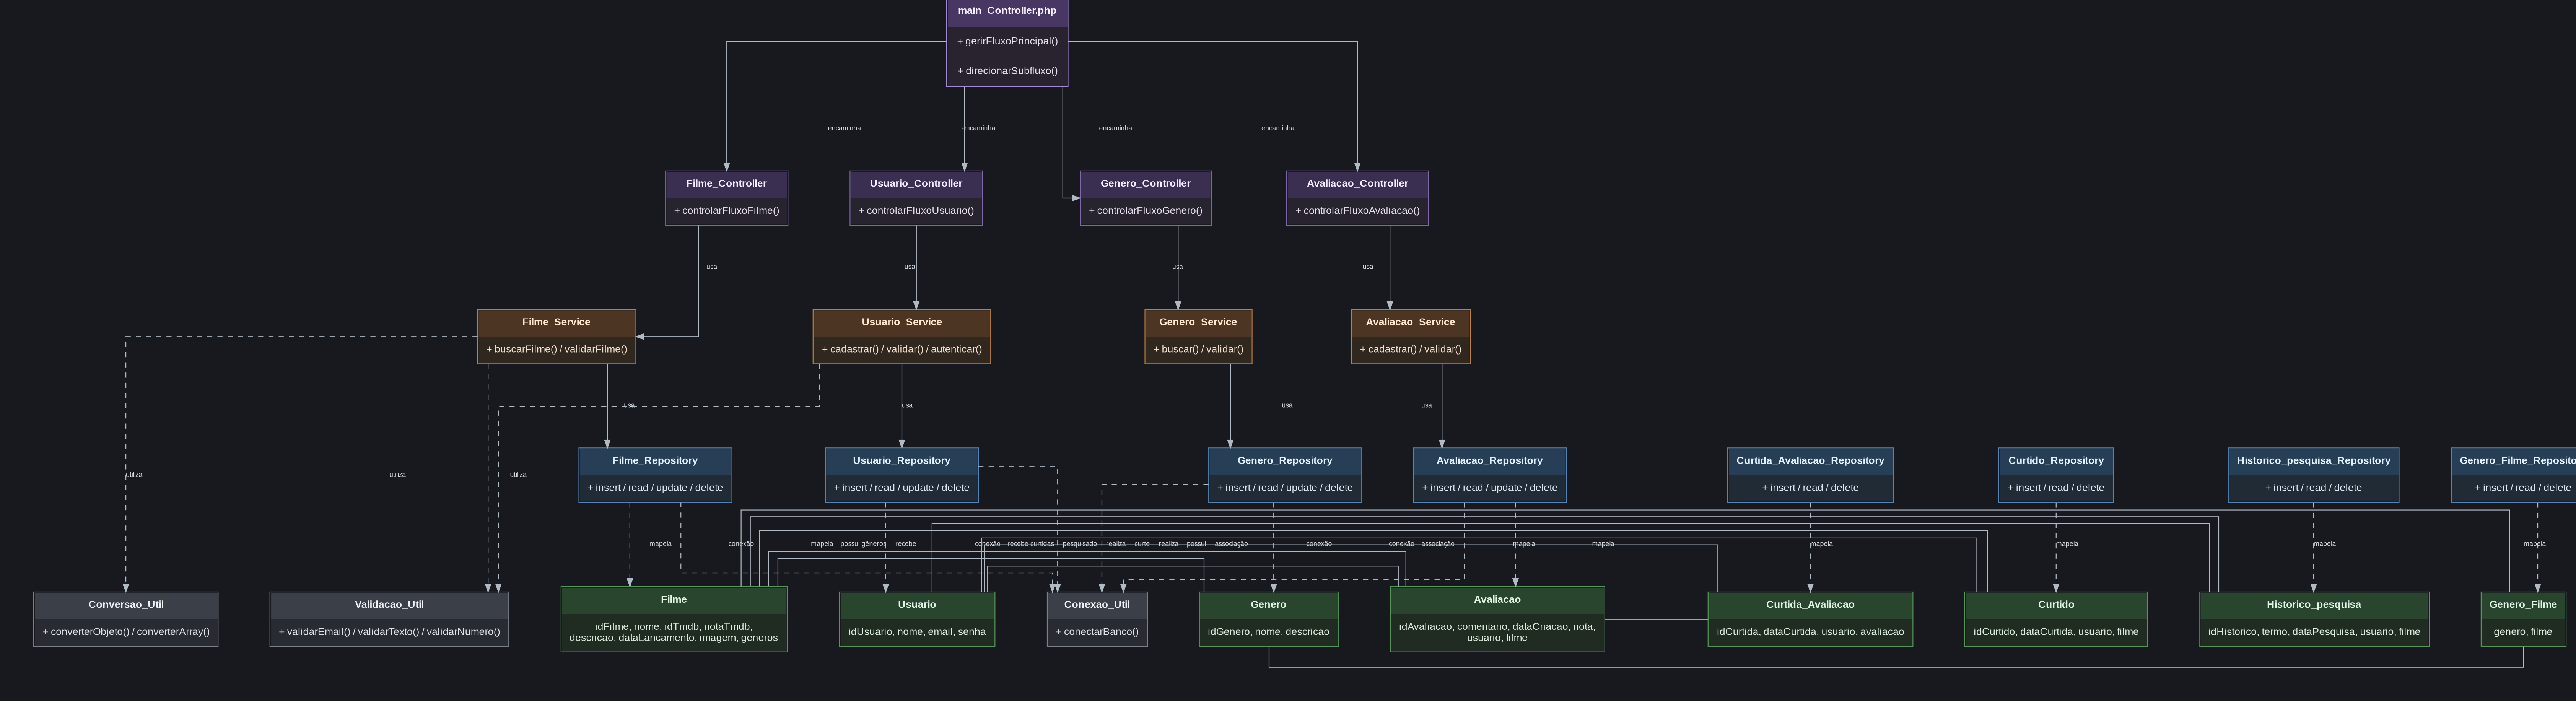 main_Controller.php
+ gerirFluxoPrincipal()
+ direcionarSubfluxo()
encaminha
encaminha
encaminha
encaminha
Filme_Controller
+ controlarFluxoFilme()
Usuario_Controller
+ controlarFluxoUsuario()
Genero_Controller
+ controlarFluxoGenero()
Avaliacao_Controller
+ controlarFluxoAvaliacao()
usa
usa
usa
usa
Filme_Service
+ buscarFilme() / validarFilme()
Usuario_Service
+ cadastrar() / validar() / autenticar()
Genero_Service
+ buscar() / validar()
Avaliacao_Service
+ cadastrar() / validar()
usa
usa
usa
usa
utiliza
utiliza
utiliza
Filme_Repository
+ insert / read / update / delete
Usuario_Repository
+ insert / read / update / delete
Genero_Repository
+ insert / read / update / delete
Avaliacao_Repository
+ insert / read / update / delete
Curtida_Avaliacao_Repository
+ insert / read / delete
Curtido_Repository
+ insert / read / delete
Historico_pesquisa_Repository
+ insert / read / delete
Genero_Filme_Reposito
+ insert / read / delete
mapeia
conexão
mapeia
possui gêneros
recebe
conexão
recebe curtidas
pesquisado
realiza
curte
realiza
possui
associação
conexão
conexão
associação
mapeia
mapeia
mapeia
mapeia
mapeia
mapeia
Conversao_Util
+ converterObjeto() / converterArray()
Validacao_Util
+ validarEmail() / validarTexto() / validarNumero()
Filme
idFilme, nome, idTmdb, notaTmdb,
descricao, dataLancamento, imagem, generos
Usuario
idUsuario, nome, email, senha
Conexao_Util
+ conectarBanco()
Genero
idGenero, nome, descricao
Avaliacao
idAvaliacao, comentario, dataCriacao, nota,
usuario, filme
Curtida_Avaliacao
idCurtida, dataCurtida, usuario, avaliacao
Curtido
idCurtido, dataCurtida, usuario, filme
Historico_pesquisa
idHistorico, termo, dataPesquisa, usuario, filme
Genero_Filme
genero, filme